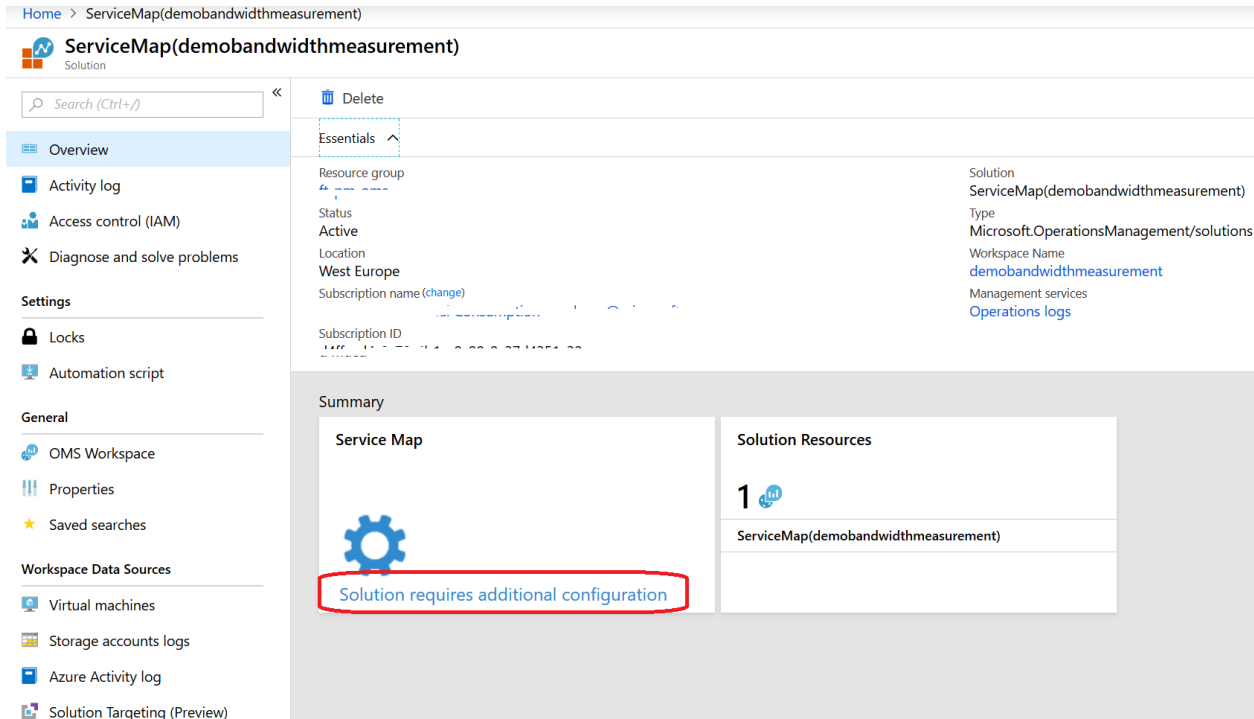 Home > ServiceMap(demobandwidthmeasurement)
ServiceMap(demobandwidthmeasurement)
Solution
Search (Ctrl+/)
Overview
Activity log
Access control (IAM)
Diagnose and solve problems
Settings
Locks
Automation script
General
OMS Workspace
Properties
Saved searches
Workspace Data Sources
Virtual machines
Storage accounts logs
Azure Activity log
Solution Targeting (Preview)
Delete
Essentials
Resource group
Status
Active
Location
West Europe
Subscription name (change)
Subscription ID
Solution
ServiceMap(demobandwidthmeasurement)
Type
Microsoft.OperationsManagement/solutions
Workspace Name
demobandwidthmeasurement
Management services
Operations logs
Summary
Service Map
Solution requires additional configuration
Solution Resources
1
ServiceMap(demobandwidthmeasurement)